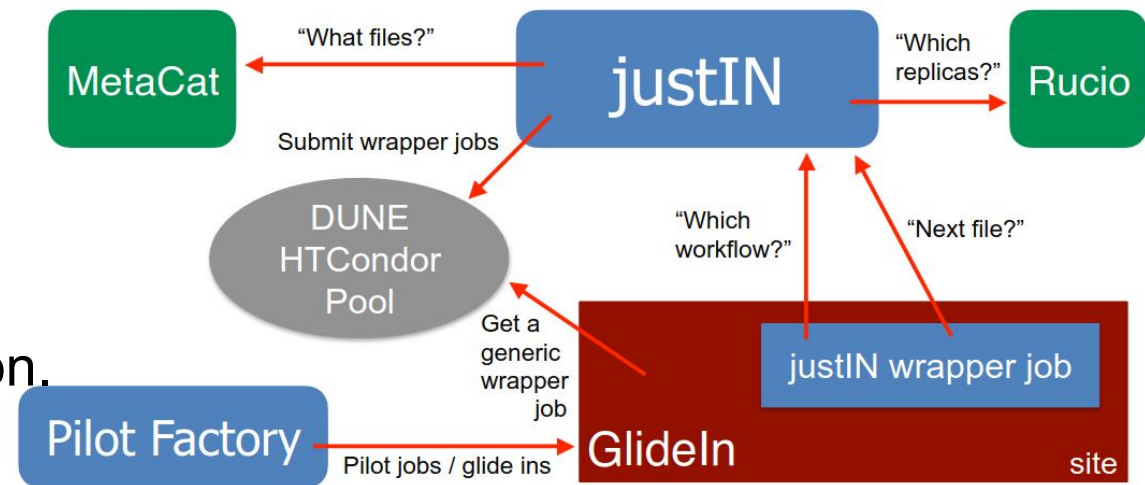 “What files?”
MetaCat
justIN
“Which
replicas?”
Rucio
Submit wrapper jobs
DUNE
HTCondor
Pool
“Which
workflow?”
“Next file?”
Get a
generic
wrapper
job
justIN wrapper job
on.
Pilot Factory
Pilot jobs / glide ins
GlideIn
site